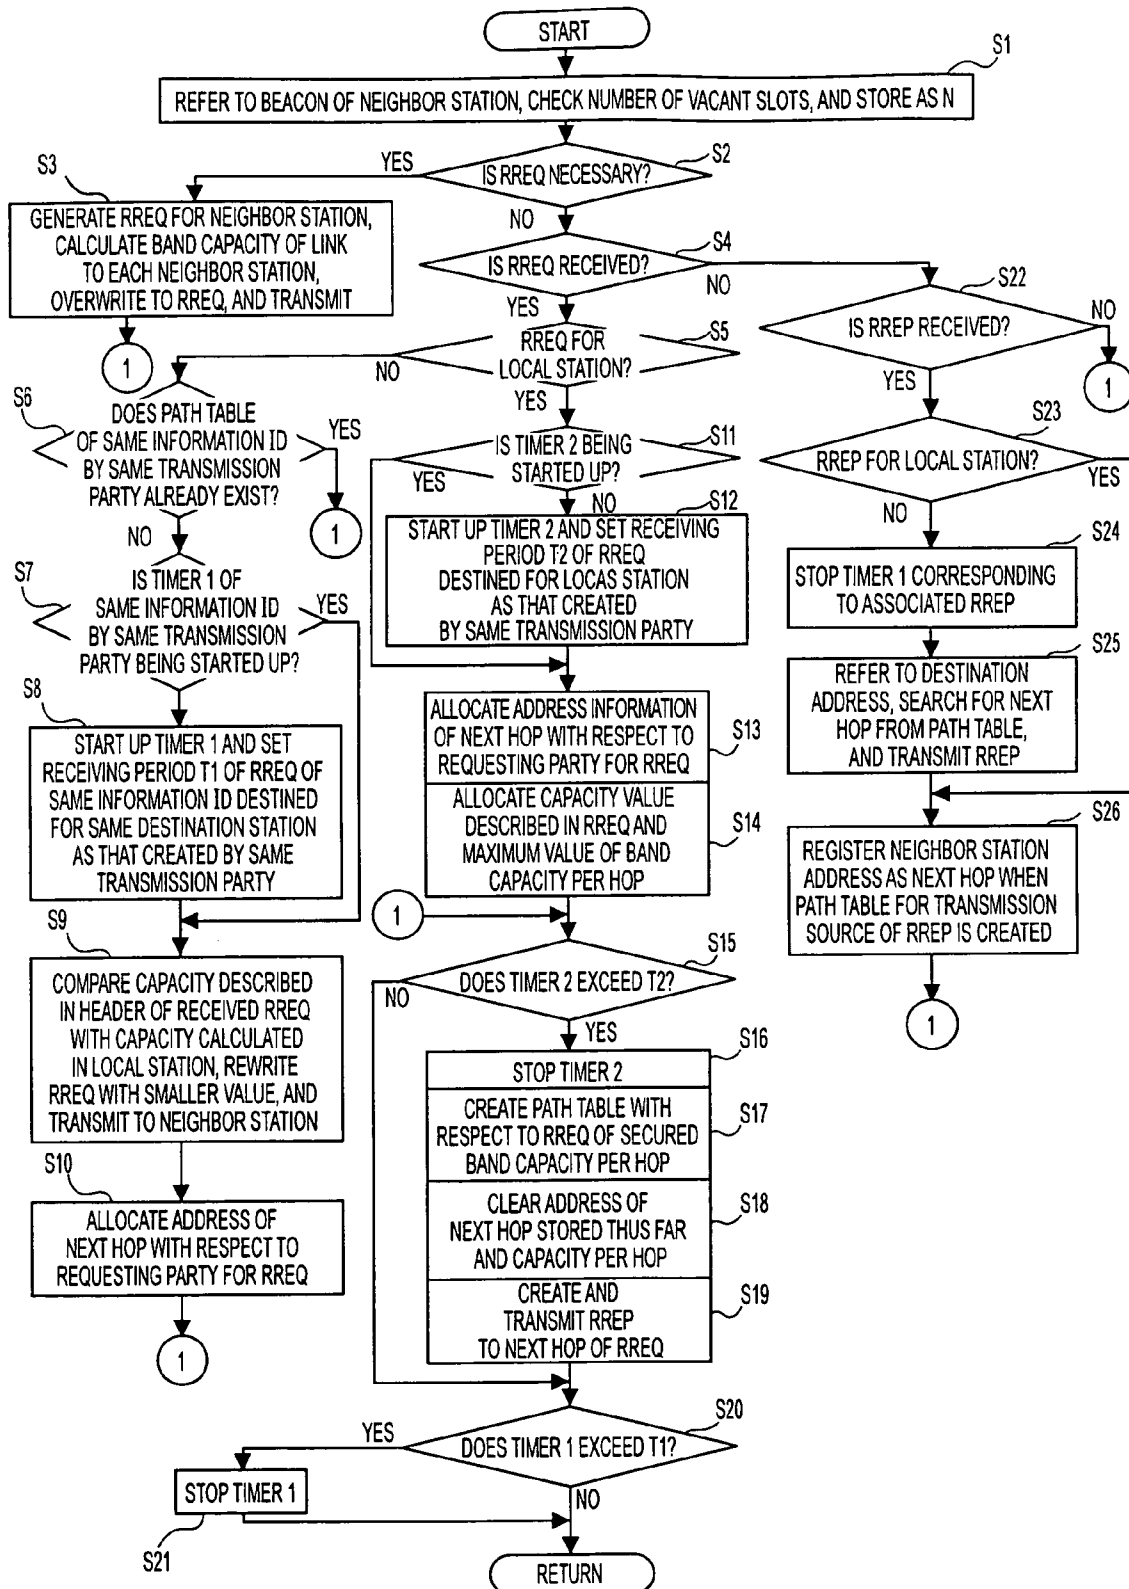 START
S1
REFER TO BEACON OF NEIGHBOR STATION, CHECK NUMBER OF VACANT SLOTS, AND STORE AS N
S2
YES
IS RREQ NECESSARY?
NO
S3
GENERATE RREQ FOR NEIGHBOR STATION,
CALCULATE BAND CAPACITY OF LINK
TO EACH NEIGHBOR STATION,
OVERWRITE TO RREQ, AND TRANSMIT
1
S4
IS RREQ RECEIVED?
NO
YES
S5
RREQ FOR
LOCAL STATION?
NO
YES
S6
DOES PATH TABLE
OF SAME INFORMATION ID
BY SAME TRANSMISSION
PARTY ALREADY EXIST?
YES
1
NO
S7
IS TIMER 1 OF
SAME INFORMATION ID
BY SAME TRANSMISSION
PARTY BEING STARTED UP?
YES
S8
START UP TIMER 1 AND SET
RECEIVING PERIOD T1 OF RREQ OF
SAME INFORMATION ID DESTINED
FOR SAME DESTINATION STATION
AS THAT CREATED BY SAME
TRANSMISSION PARTY
S9
COMPARE CAPACITY DESCRIBED
IN HEADER OF RECEIVED RREQ
WITH CAPACITY CALCULATED
IN LOCAL STATION, REWRITE
RREQ WITH SMALLER VALUE, AND
TRANSMIT TO NEIGHBOR STATION
S10
ALLOCATE ADDRESS OF
NEXT HOP WITH RESPECT TO
REQUESTING PARTY FOR RREQ
1
S11
IS TIMER 2 BEING
STARTED UP?
YES
NO
S12
START UP TIMER 2 AND SET RECEIVING
PERIOD T2 OF RREQ
DESTINED FOR LOCAS STATION
AS THAT CREATED
BY SAME TRANSMISSION PARTY
ALLOCATE ADDRESS INFORMATION
OF NEXT HOP WITH RESPECT TO
REQUESTING PARTY FOR RREQ
S13
ALLOCATE CAPACITY VALUE
DESCRIBED IN RREQ AND
MAXIMUM VALUE OF BAND
CAPACITY PER HOP
S14
1
S15
DOES TIMER 2 EXCEED T2?
NO
YES
S16
STOP TIMER 2
CREATE PATH TABLE WITH
RESPECT TO RREQ OF SECURED
BAND CAPACITY PER HOP
S17
CLEAR ADDRESS OF
NEXT HOP STORED THUS FAR
AND CAPACITY PER HOP
S18
CREATE AND
TRANSMIT RREP
TO NEXT HOP OF RREQ
S19
S20
YES
DOES TIMER 1 EXCEED T1?
NO
STOP TIMER 1
S21
RETURN
S22
IS RREP RECEIVED?
NO
1
YES
S23
RREP FOR LOCAL STATION?
YES
NO
S24
STOP TIMER 1 CORRESPONDING
TO ASSOCIATED RREP
S25
REFER TO DESTINATION
ADDRESS, SEARCH FOR NEXT
HOP FROM PATH TABLE,
AND TRANSMIT RREP
S26
REGISTER NEIGHBOR STATION
ADDRESS AS NEXT HOP WHEN
PATH TABLE FOR TRANSMISSION
SOURCE OF RREP IS CREATED
1